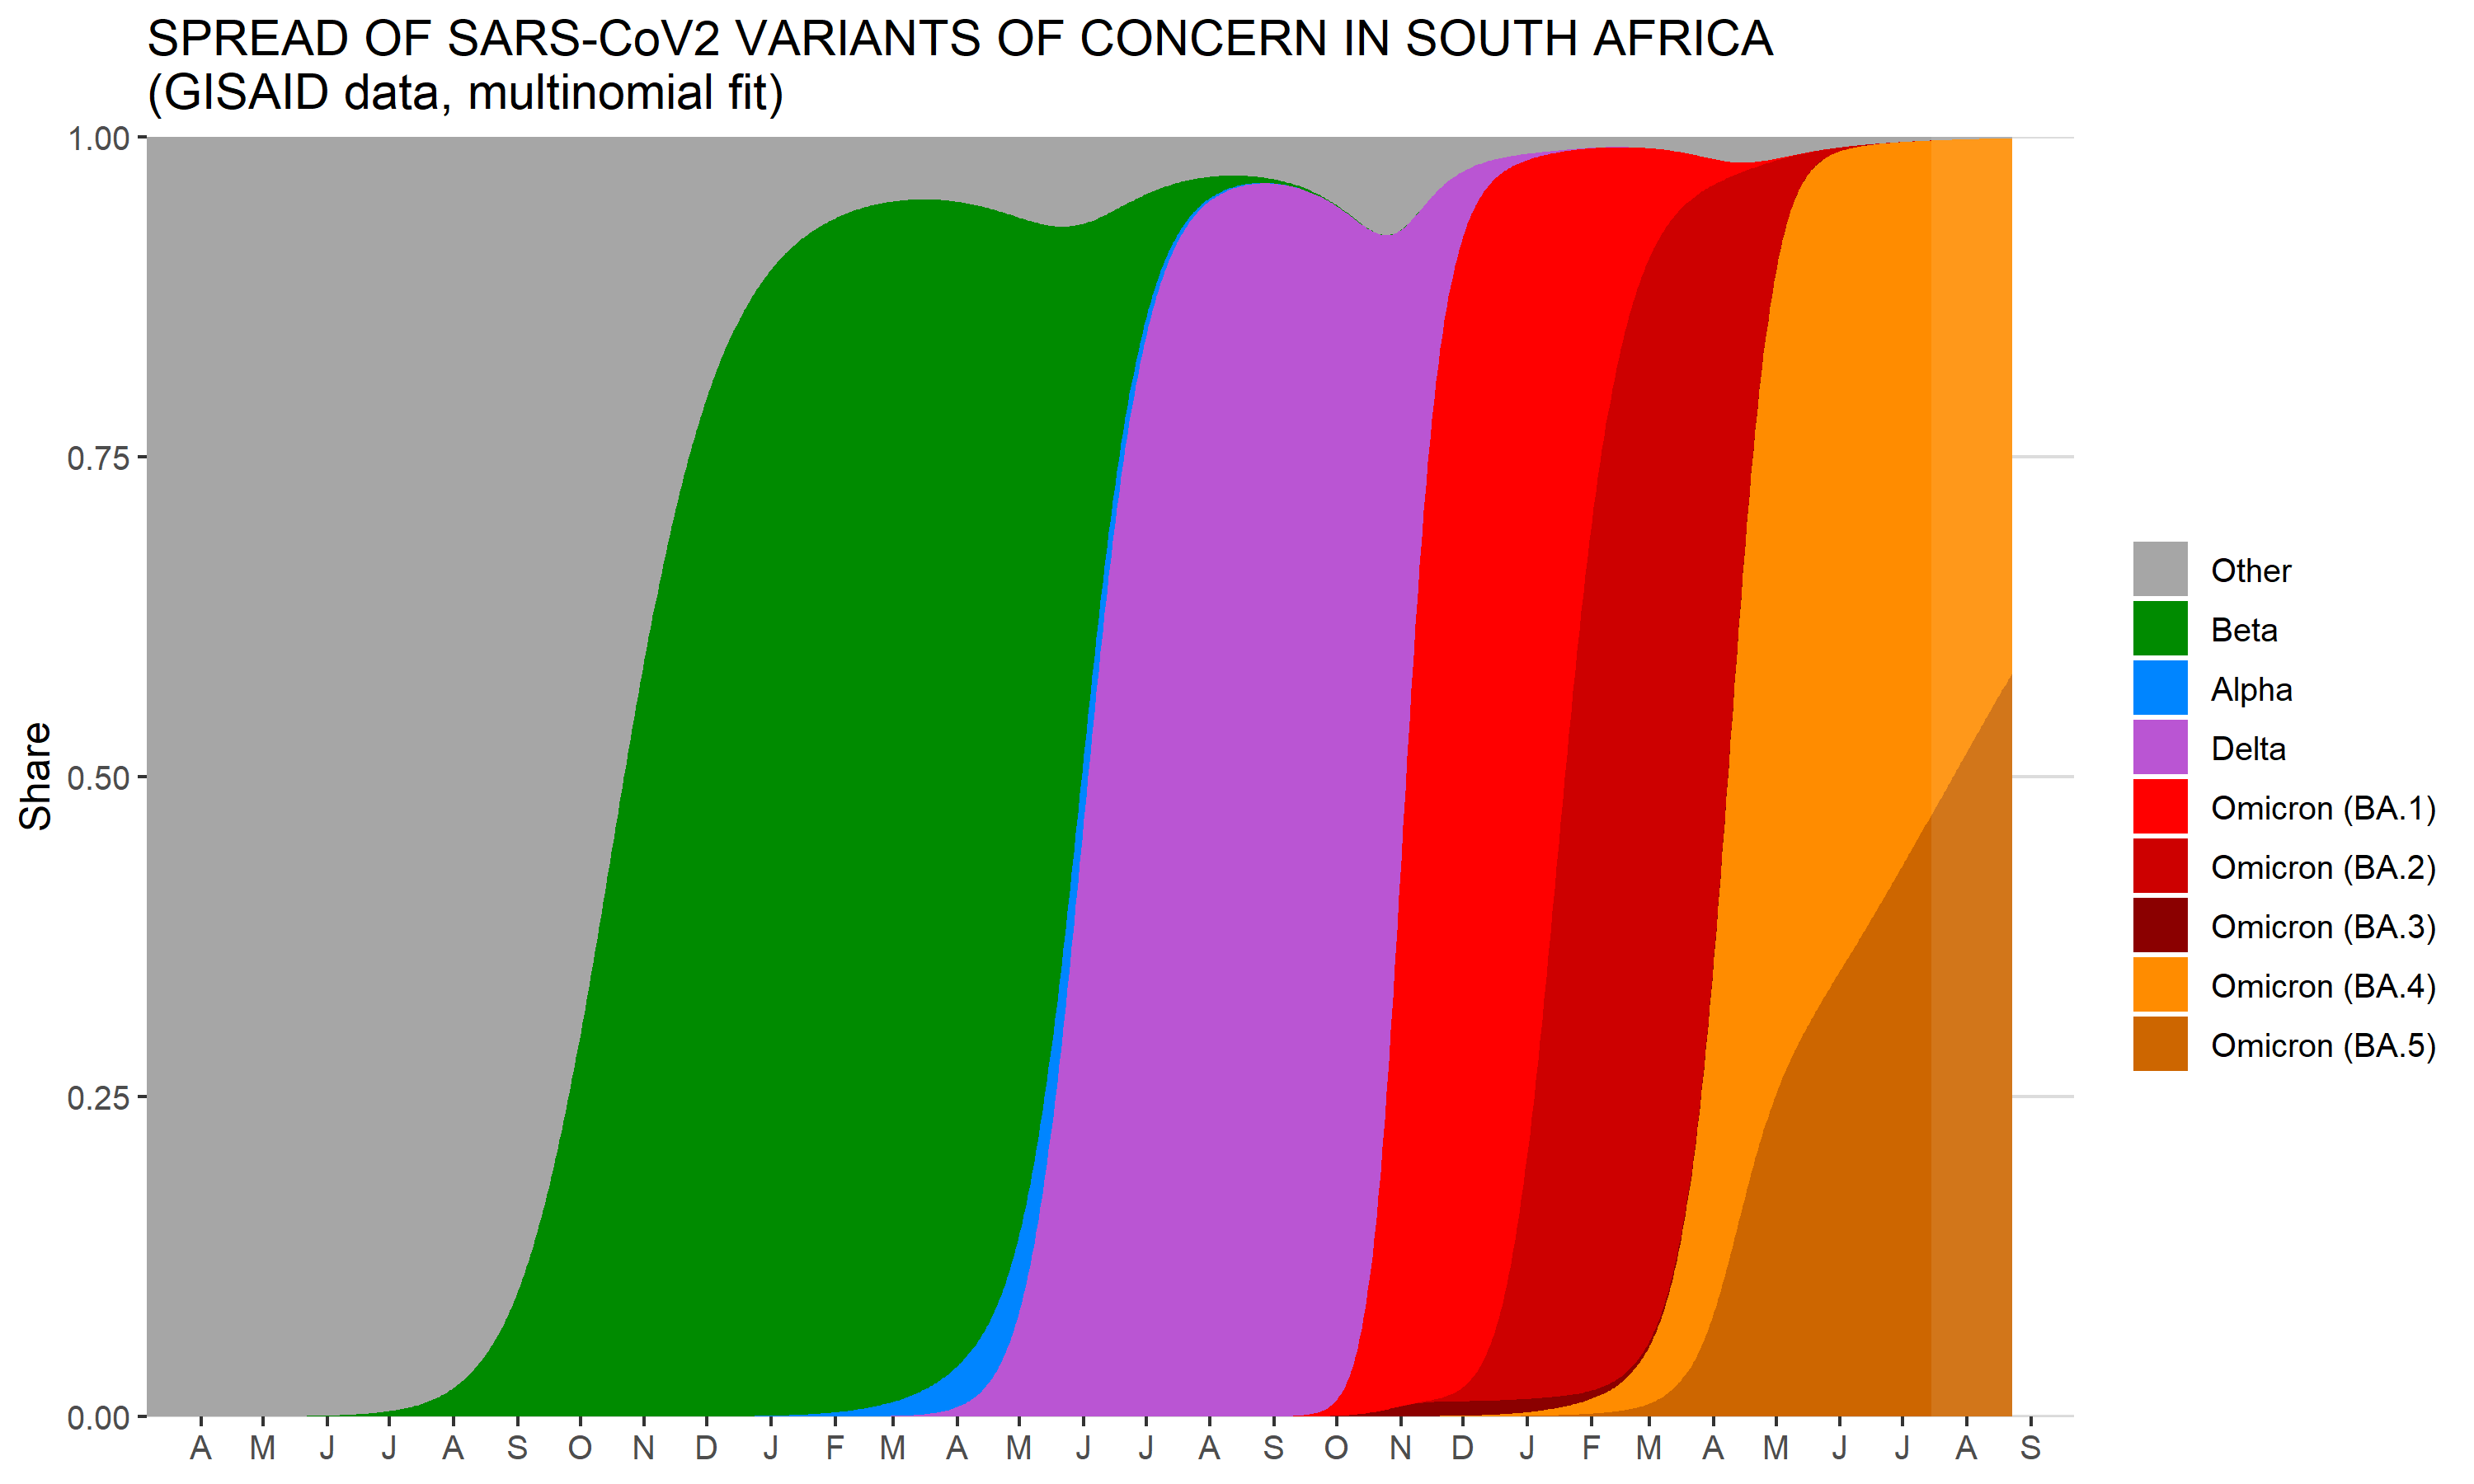 SPREAD OF SARS-CoV2 VARIANTS OF CONCERN IN SOUTH AFRICA
(GISAID data, multinomial fit)
1.00
0.75
0.50
0.25
0.00
Share
A M J J A S O N D J F M A M J J A S O N D J F M A M J J A S
Other
Beta
Alpha
Delta
Omicron (BA.1)
Omicron (BA.2)
Omicron (BA.3)
Omicron (BA.4)
Omicron (BA.5)